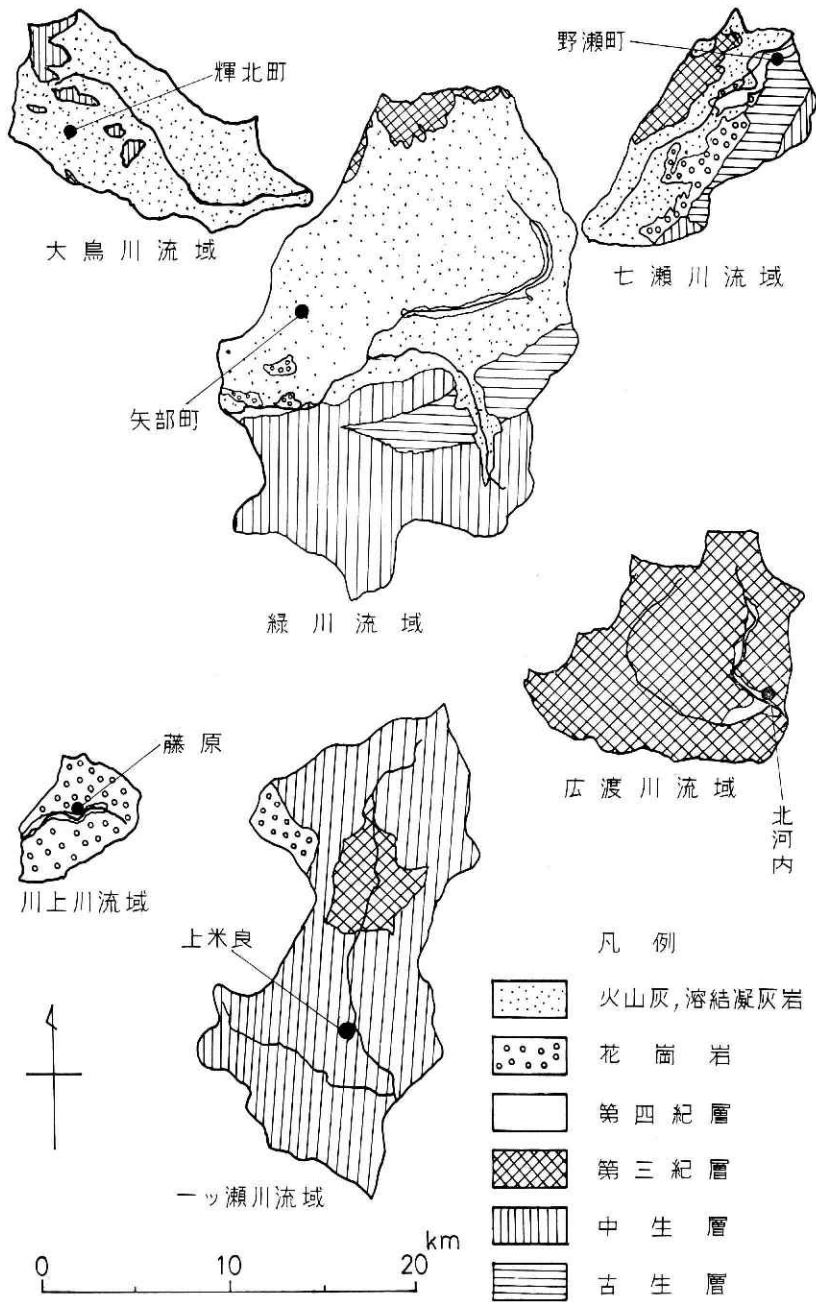 輝北町
大鳥川流域
野瀬町
七瀬川流域
矢部町
緑川流域
北河内
広渡川流域
藤原
川上川流域
上米良
一ッ瀬川流域
凡例
火山灰,溶結凝灰岩
花崗岩
第四紀層
第三紀層
中生層
古生層
0 10 20 km